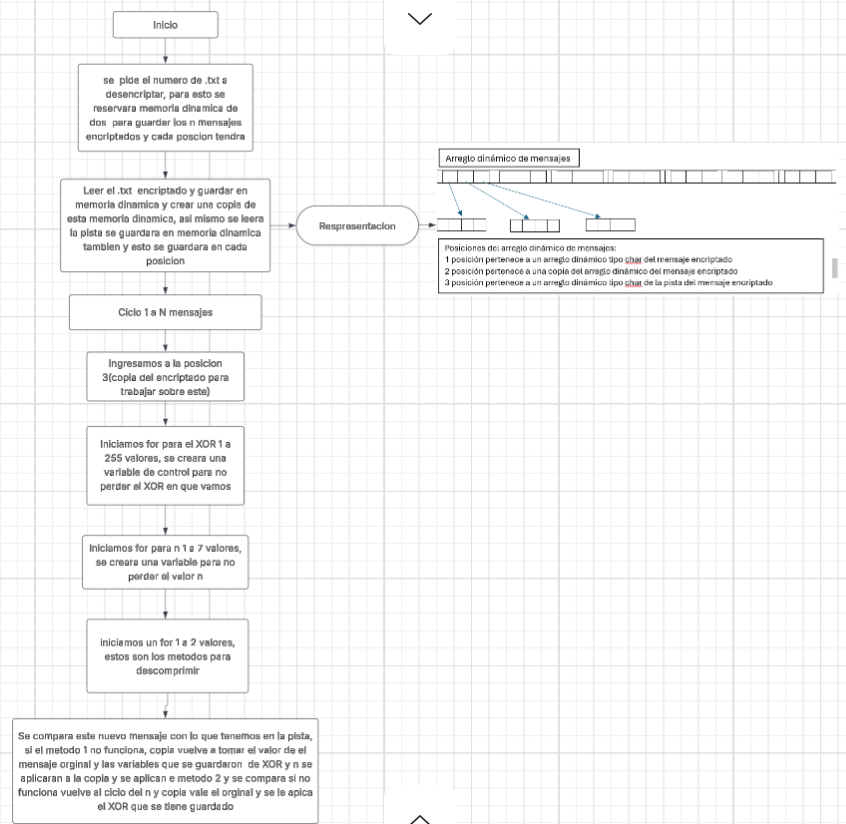 Inicio
se pide el numero de .txt a
desencriptar, para esto se
reservara memoria dinamica de
dos para guardar los n mensajes
encriptados y cada poscion tendra
Leer el .txt encriptado y guardar en
memoria dinamica y crear una copia de
esta memoria dinamica, asi mismo se leera
la pista se guardara en memoria dinamica
tambien y esto se guardara en cada
posicion
Respresentacion
Arreglo dinámico de mensajes
Posiciones del arreglo dinámico de mensajes:
1 posición pertenece a un arreglo dinámico tipo char del mensaje encriptado
2 posición pertenece a una copia del arreglo dinámico del mensaje encriptado
3 posición pertenece a un arreglo dinámico tipo char de la pista del mensaje encriptado
Ciclo 1 a N mensajes
Ingresamos a la posicion
3(copia del encriptado para
trabajar sobre este)
Iniciamos for para el XOR 1 a
255 valores, se creara una
variable de control para no
perder el XOR en que vamos
Iniciamos for para n 1 a 7 valores,
se creara una variable para no
perder el valor n
iniciamos un for 1 a 2 valores,
estos son los metodos para
descomprimir
Se compara este nuevo mensaje con lo que tenemos en la pista,
si el metodo 1 no funciona, copia vuelve a tomar el valor de el
mensaje orginal y las variables que se guardaron de XOR y n se
aplicaran a la copia y se aplican e metodo 2 y se compara si no
funciona vuelve al ciclo del n y copia vale el orginal y se le apica
el XOR que se tiene guardado